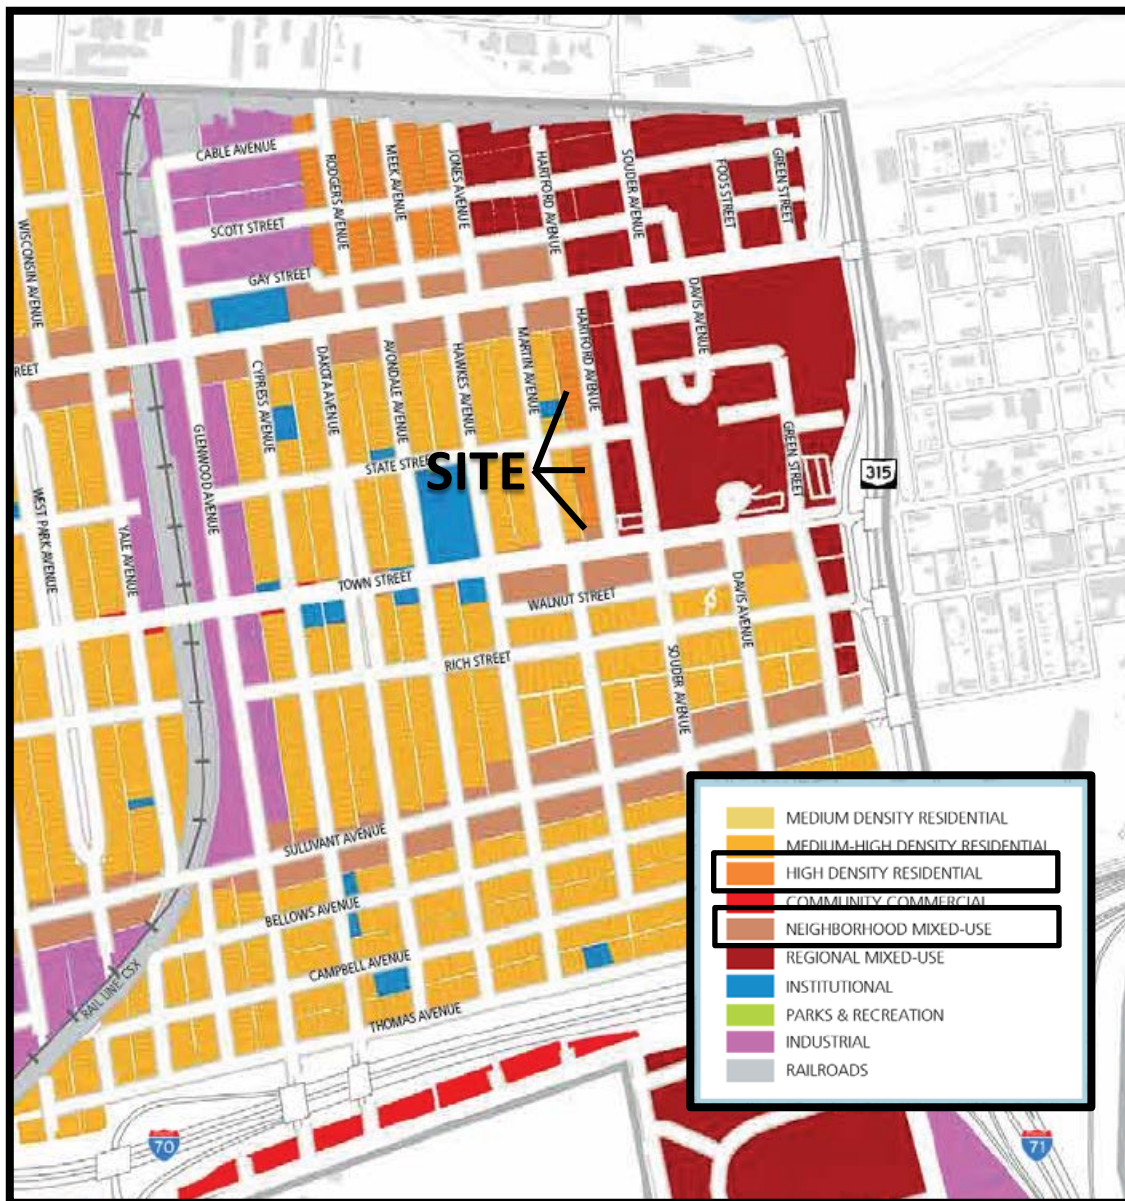 CABLE AVENUE
SCOTT STREET
GAY STREET
RODGERS AVENUE
MEEK AVENUE
JONES AVENUE
HARTFORD AVENUE
SOUDER AVENUE
FOOS STREET
GREEN STREET
WISCONSIN AVENUE
REET
CYPRESS AVENUE
DAKOTA AVENUE
AVONDALE AVENUE
HAWKES AVENUE
MARTIN AVENUE
HARTFORD AVENUE
DAVIS AVENUE
GLENWOOD AVENUE
GREEN STREET
STATE STREE
SITE
315
WEST PARK AVENUE
YALE AVENUE
TOWN STREET
WALNUT STREET
DAVIS AVENUE
RICH STREET
SOUDER AVENUE
SULLIVANT AVENUE
BELLOWS AVENUE
CAMPBELL AVENUE
THOMAS AVENUE
RAIL LINE CSX
MEDIUM DENSITY RESIDENTIAL
MEDIUM-HIGH DENSITY RESIDENTIAL
HIGH DENSITY RESIDENTIAL
COMMUNITY COMMERCIAL
NEIGHBORHOOD MIXED-USE
REGIONAL MIXED-USE
INSTITUTIONAL
PARKS & RECREATION
INDUSTRIAL
RAILROADS
70
71